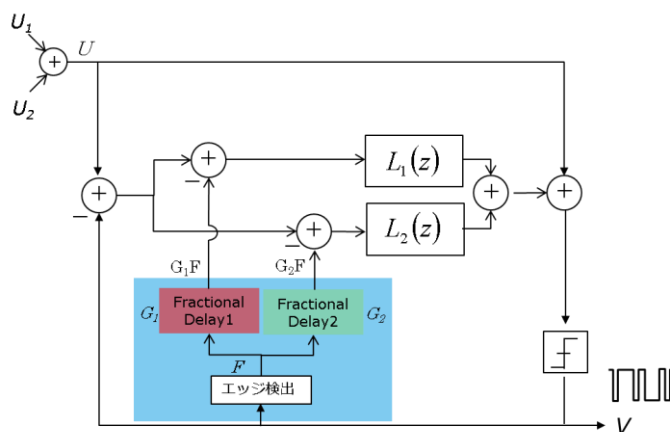 U1
U
U2
+
+
−
L1(z)
+
+
+
−
+
−
L2(z)
G1F
G2F
G1
Fractional
Delay1
Fractional
Delay2
G2
F
エッジ検出
V